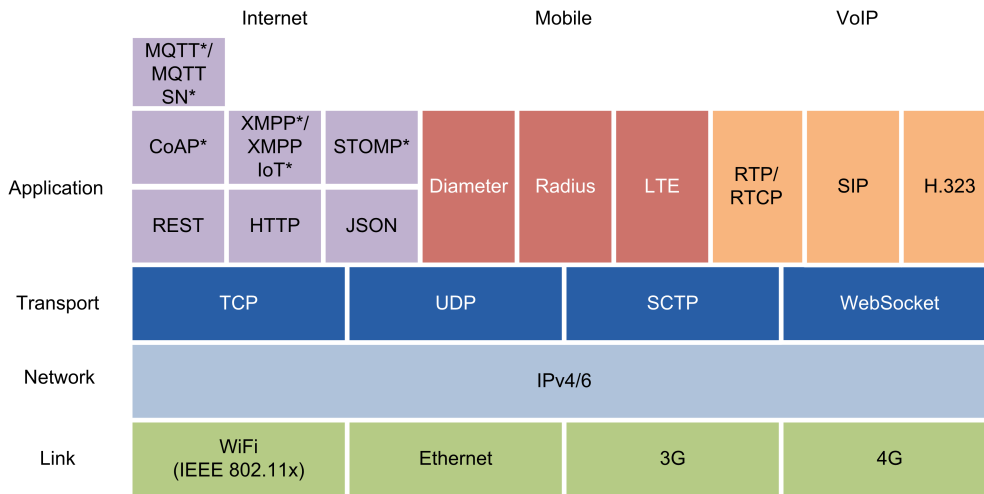 Internet
Mobile
VoIP
MQTT*/
MQTT
SN*
Application
CoAP*
XMPP*/
XMPP
IoT*
STOMP*
REST
HTTP
JSON
Diameter
Radius
LTE
RTP/
RTCP
SIP
H.323
Transport
TCP
UDP
SCTP
WebSocket
Network
IPv4/6
Link
WiFi
(IEEE 802.11x)
Ethernet
3G
4G